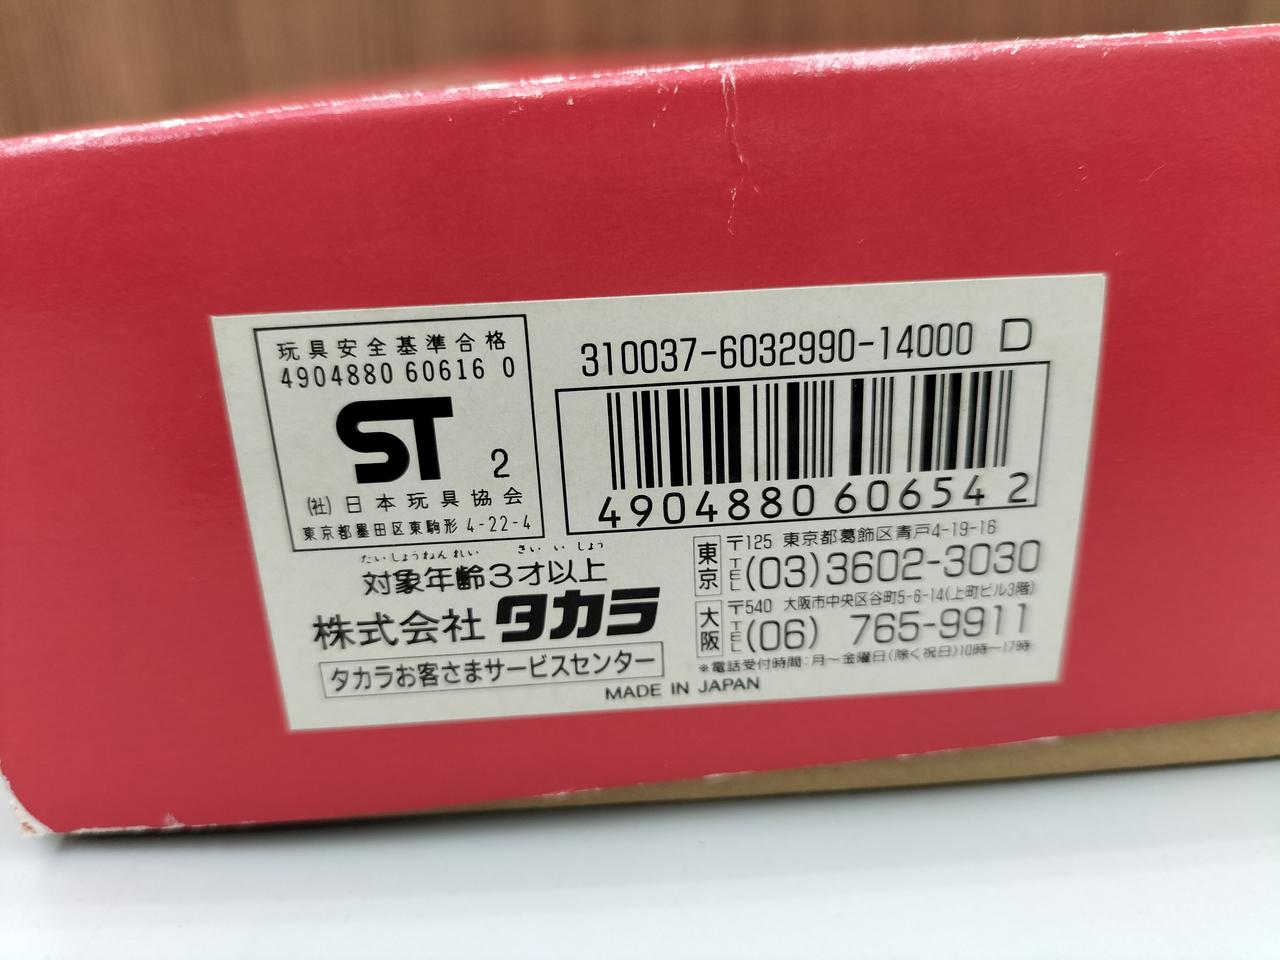 玩具安全基準合格
4904880 60616 0
ST 2
(社)日本玩具協会
東京都墨田区東駒形 4-22-4
310037-6032990-14000 D
4904880 606542
たいしょうねんれい さいいじょう
対象年齢3才以上
株式会社 タカラ
タカラお客さまサービスセンター
東京 〒125 東京都葛飾区青戸4-19-16
TEL (03)3602-3030
大阪 〒540 大阪市中央区谷町5-6-14(上町ビル3階)
TEL (06) 765-9911
※電話受付時間:月〜金曜日(除く祝日)10時〜17時
MADE IN JAPAN